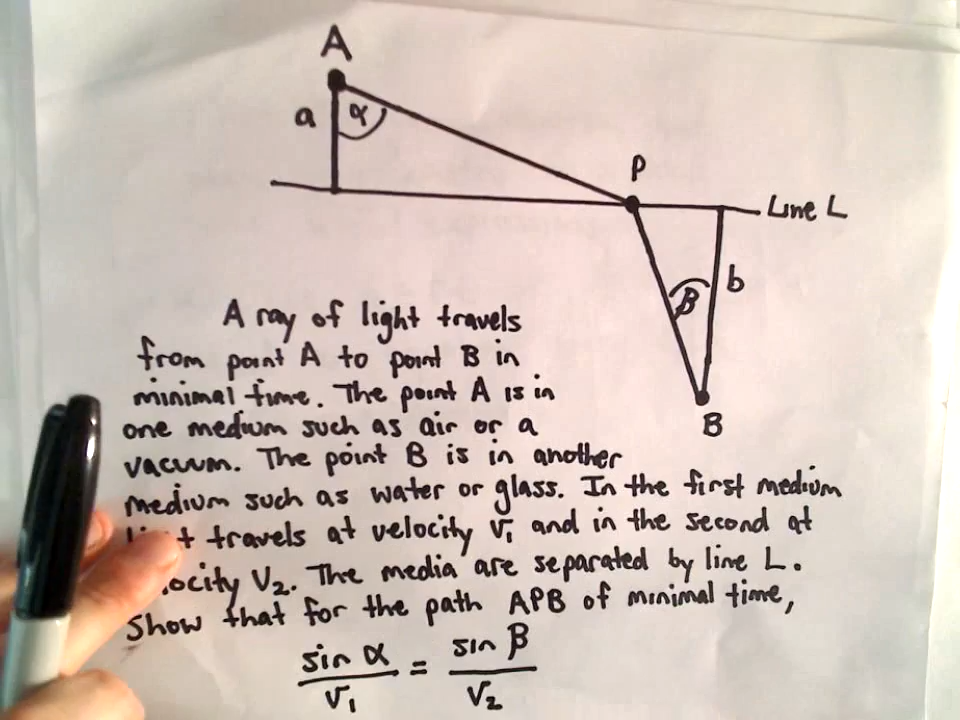 A
a α
P
Line L
b
β
B
A ray of light travels
from point A to point B in
minimal time. The point A is in
one medium such as air or a
vacuum. The point B is in another
medium such as water or glass. In the first medium
travels at velocity V₁ and in the second at
V₂. The media are separated by line L.
Show that for the path APB of minimal time,
sin α / V₁ = sin β / V₂